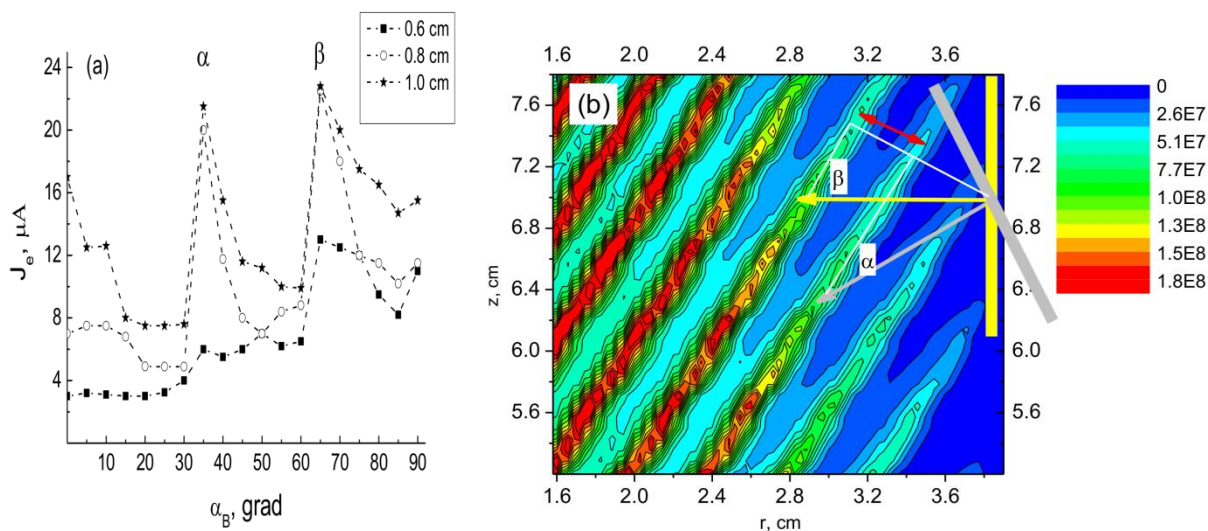 (a)
α
β
0.6 cm
0.8 cm
1.0 cm
24
20
16
12
8
4
J_e, μA
10 20 30 40 50 60 70 80 90
α_B, grad
1.6 2.0 2.4 2.8 3.2 3.6
(b)
7.6
7.2
6.8
6.4
6.0
5.6
z, cm
β
α
7.6
7.2
6.8
6.4
6.0
5.6
1.6 2.0 2.4 2.8 3.2 3.6
r, cm
0
2.6E7
5.1E7
7.7E7
1.0E8
1.3E8
1.5E8
1.8E8